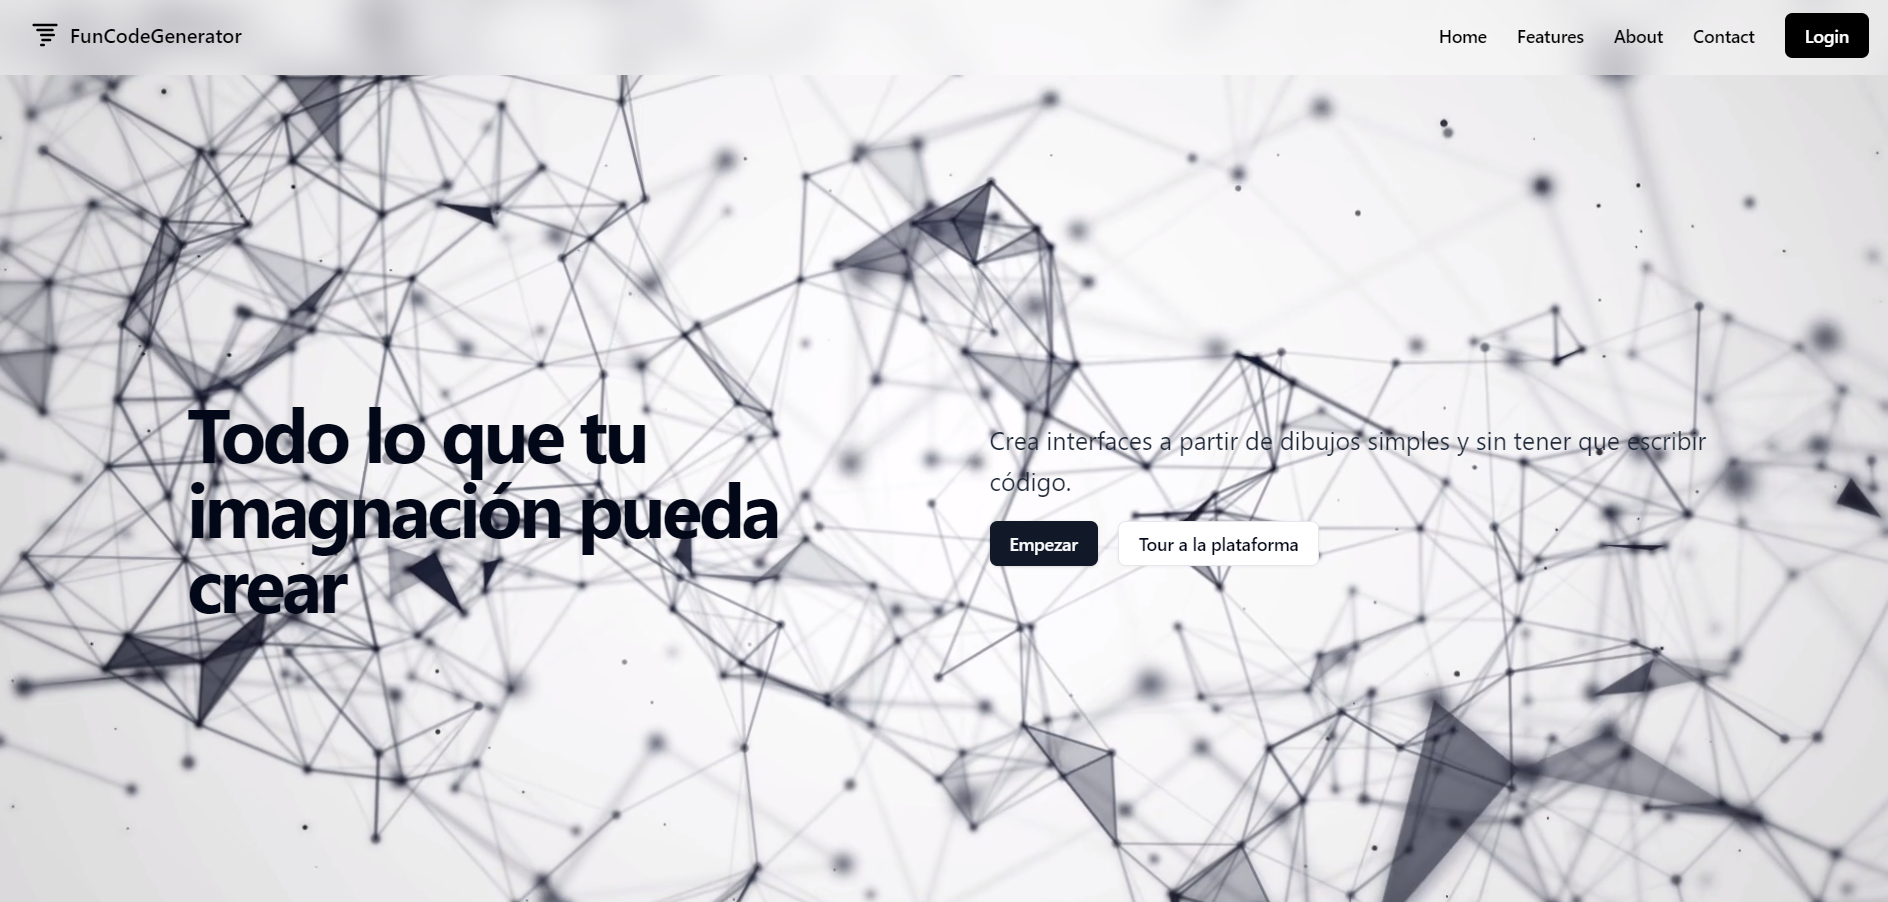 FunCodeGenerator
Home
Features
About
Contact
Login
Todo lo que tu
imagnación pueda
crear
Crea interfaces a partir de dibujos simples y sin tener que escribir
código.
Empezar
Tour a la plataforma